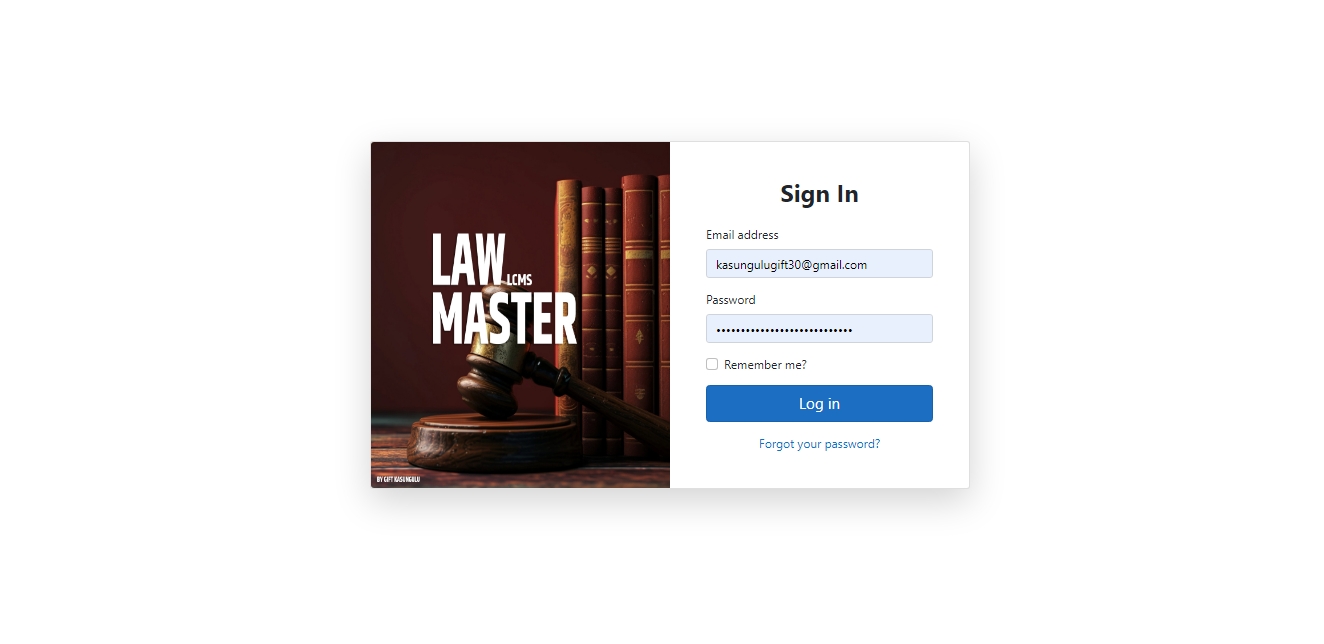 LAW LCMS
MASTER
BY GIFT KASUNGULU
Sign In
Email address
kasungulugift30@gmail.com
Password
••••••••••••••••••••••••••••
Remember me?
Log in
Forgot your password?